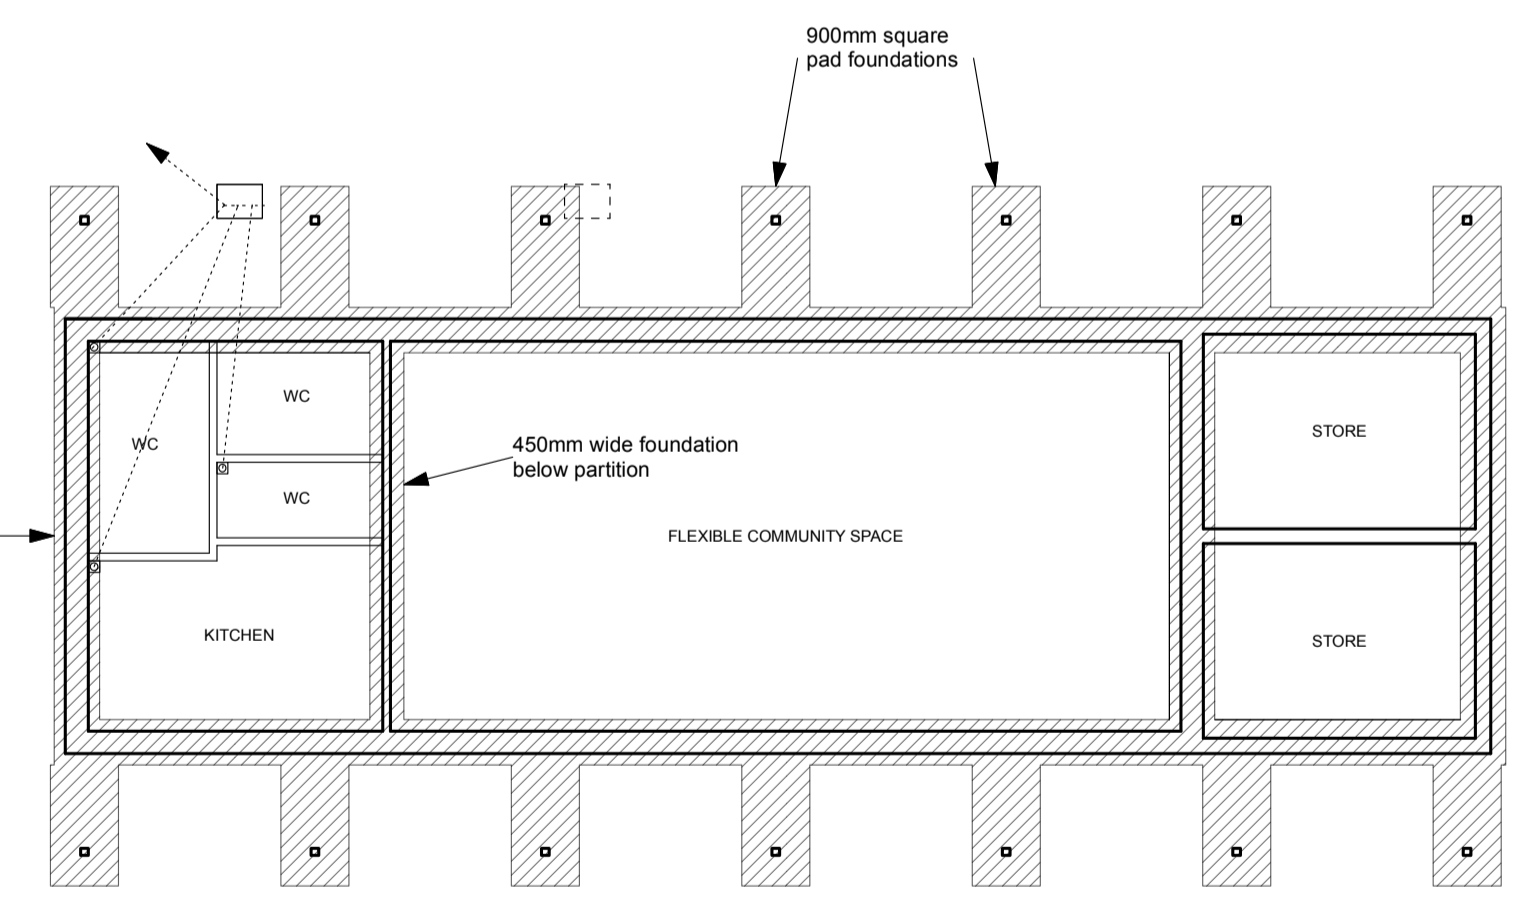 900mm square
pad foundations
WC
WC
WC
450mm wide foundation
below partition
STORE
FLEXIBLE COMMUNITY SPACE
KITCHEN
STORE